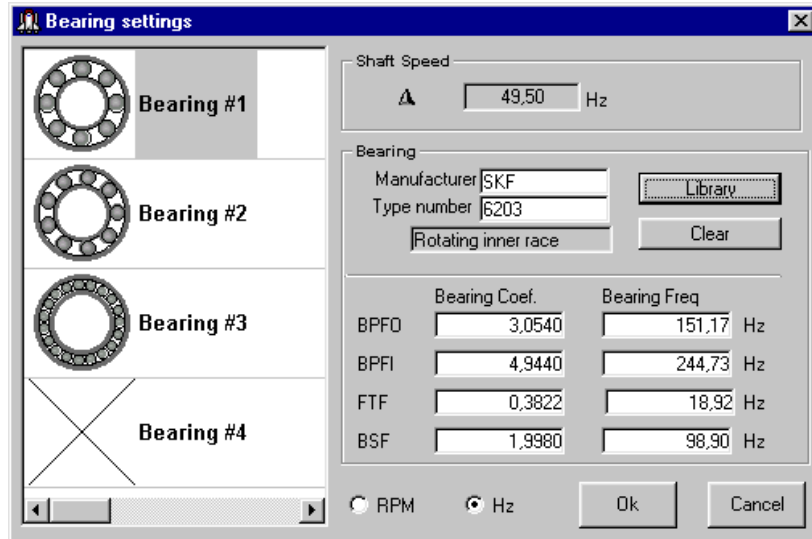 Bearing settings
Bearing #1
Bearing #2
Bearing #3
Bearing #4
Shaft Speed
49,50 Hz
Bearing
Manufacturer SKF
Library
Type number 6203
Clear
Rotating inner race
Bearing Coef. Bearing Freq
BPFO 3,0540 151,17 Hz
BPFI 4,9440 244,73 Hz
FTF 0,3822 18,92 Hz
BSF 1,9980 98,90 Hz
RPM Hz Ok Cancel